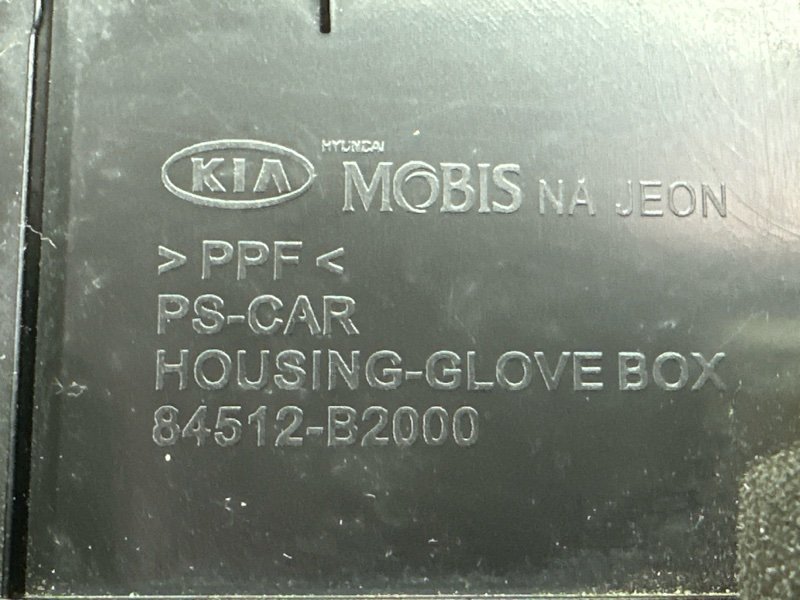 KIA HYUNDAI MOBIS NA JEON
> PPF <
PS-CAR
HOUSING-GLOVE BOX
84512-B2000